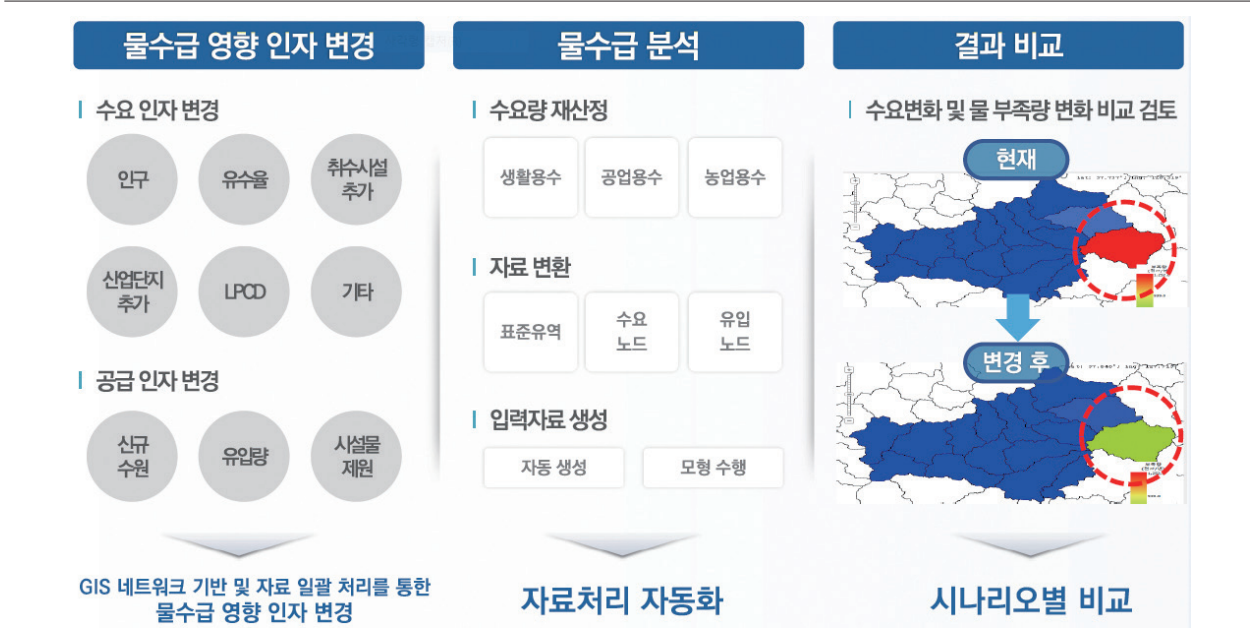 물수급 영향 인자 변경
수요 인자 변경
인구
유수율
취수시설
추가
산업단지
추가
LPCD
기타
공급 인자 변경
신규
수원
유입량
시설물
제원
GIS 네트워크 기반 및 자료 일괄 처리를 통한
물수급 영향 인자 변경
물수급 분석
수요량 재산정
생활용수
공업용수
농업용수
자료 변환
표준유역
수요
노드
유입
노드
입력자료 생성
자동 생성
모형 수행
자료처리 자동화
결과 비교
수요변화 및 물 부족량 변화 비교 검토
현재
변경 후
시나리오별 비교